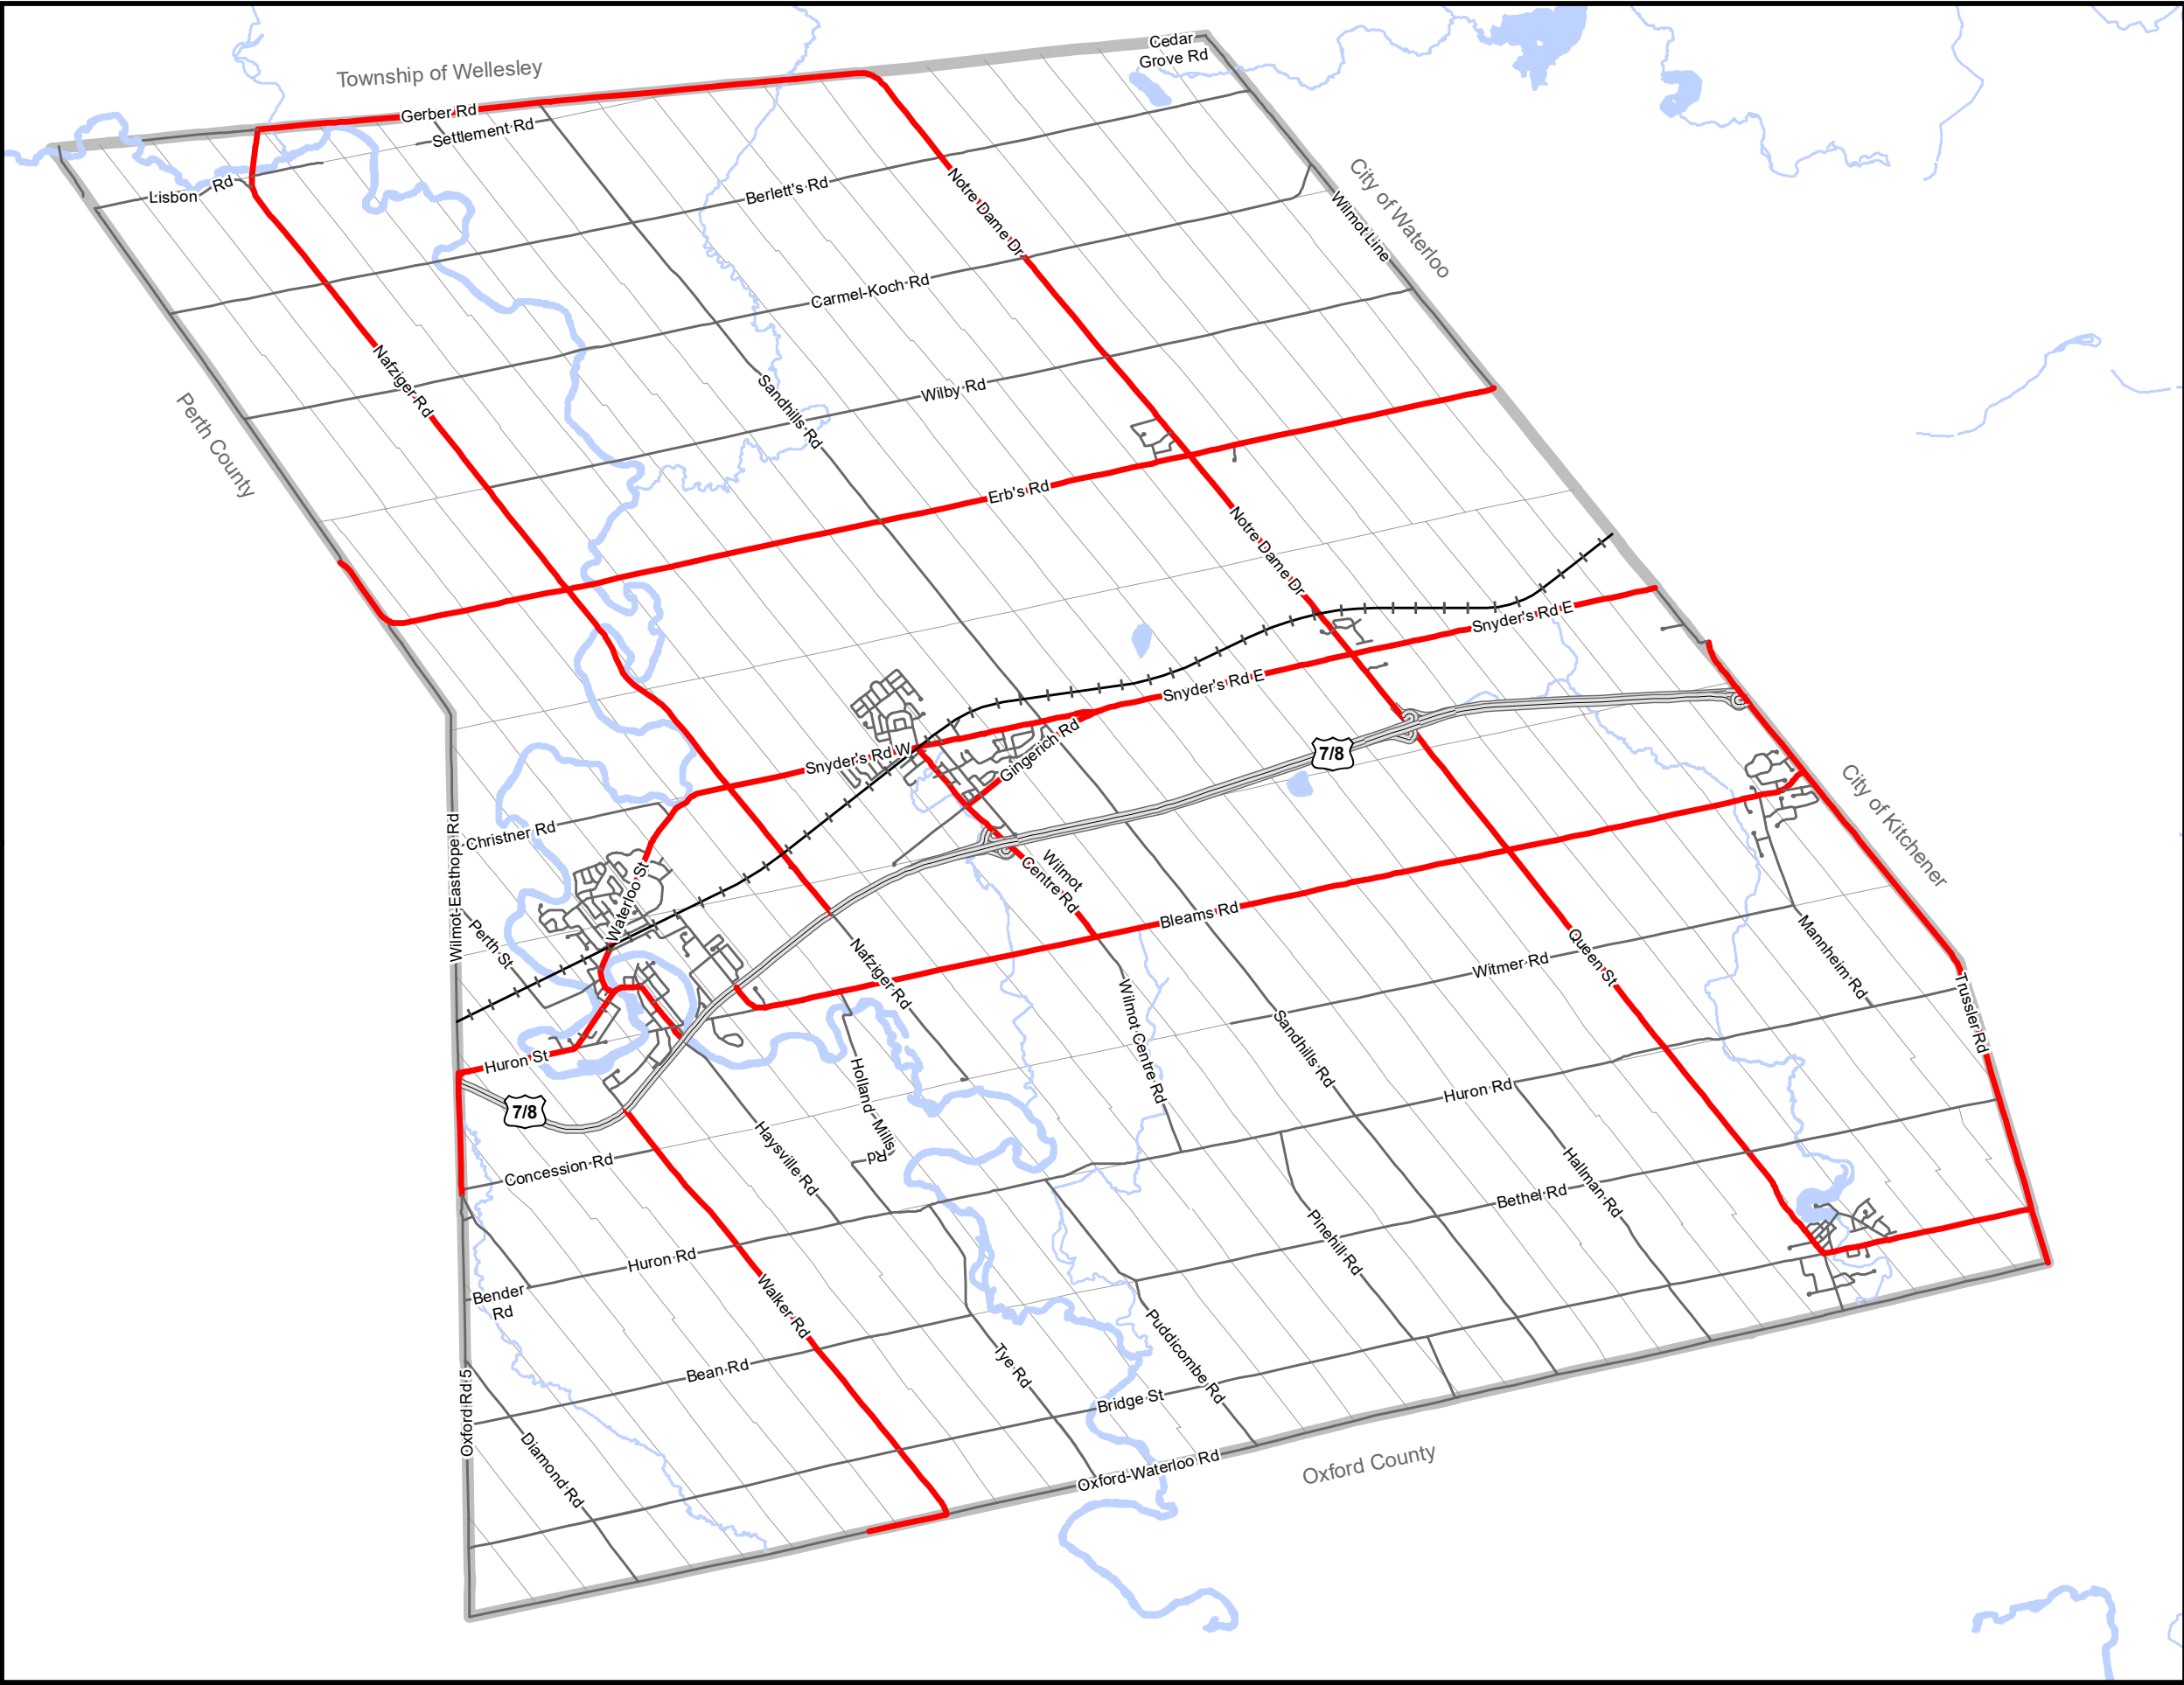 Cedar
Grove Rd
Township of Wellesley
Gerber Rd
Settlement Rd
Lisbon Rd
Berlett's Rd
Notre Dame Dr
City of Waterloo
Wilmot Line
Carmel-Koch Rd
Nafziger Rd
Perth County
Sandhills Rd
Wilby Rd
Erb's Rd
Notre Dame Dr
Snyder's Rd E
Snyder's Rd E
Snyder's Rd W
Gingerich Rd
7/8
City of Kitchener
Christner Rd
Wilmot-Easthope Rd
Waterloo St
Wilmot
Centre Rd
Bleams Rd
Perth St
Nafziger Rd
Queen St
Mannheim Rd
Witmer Rd
Trussler Rd
Wilmot Centre Rd
Sandhills Rd
Huron St
7/8
Holland Mills
Rd
Huron Rd
Haysville Rd
Concession Rd
Hallman Rd
Bethel Rd
Pinehill Rd
Huron Rd
Bender
Rd
Walker Rd
Puddicombe Rd
Tye Rd
Bean Rd
Bridge St
Oxford Rd 5
Diamond Rd
Oxford-Waterloo Rd
Oxford County